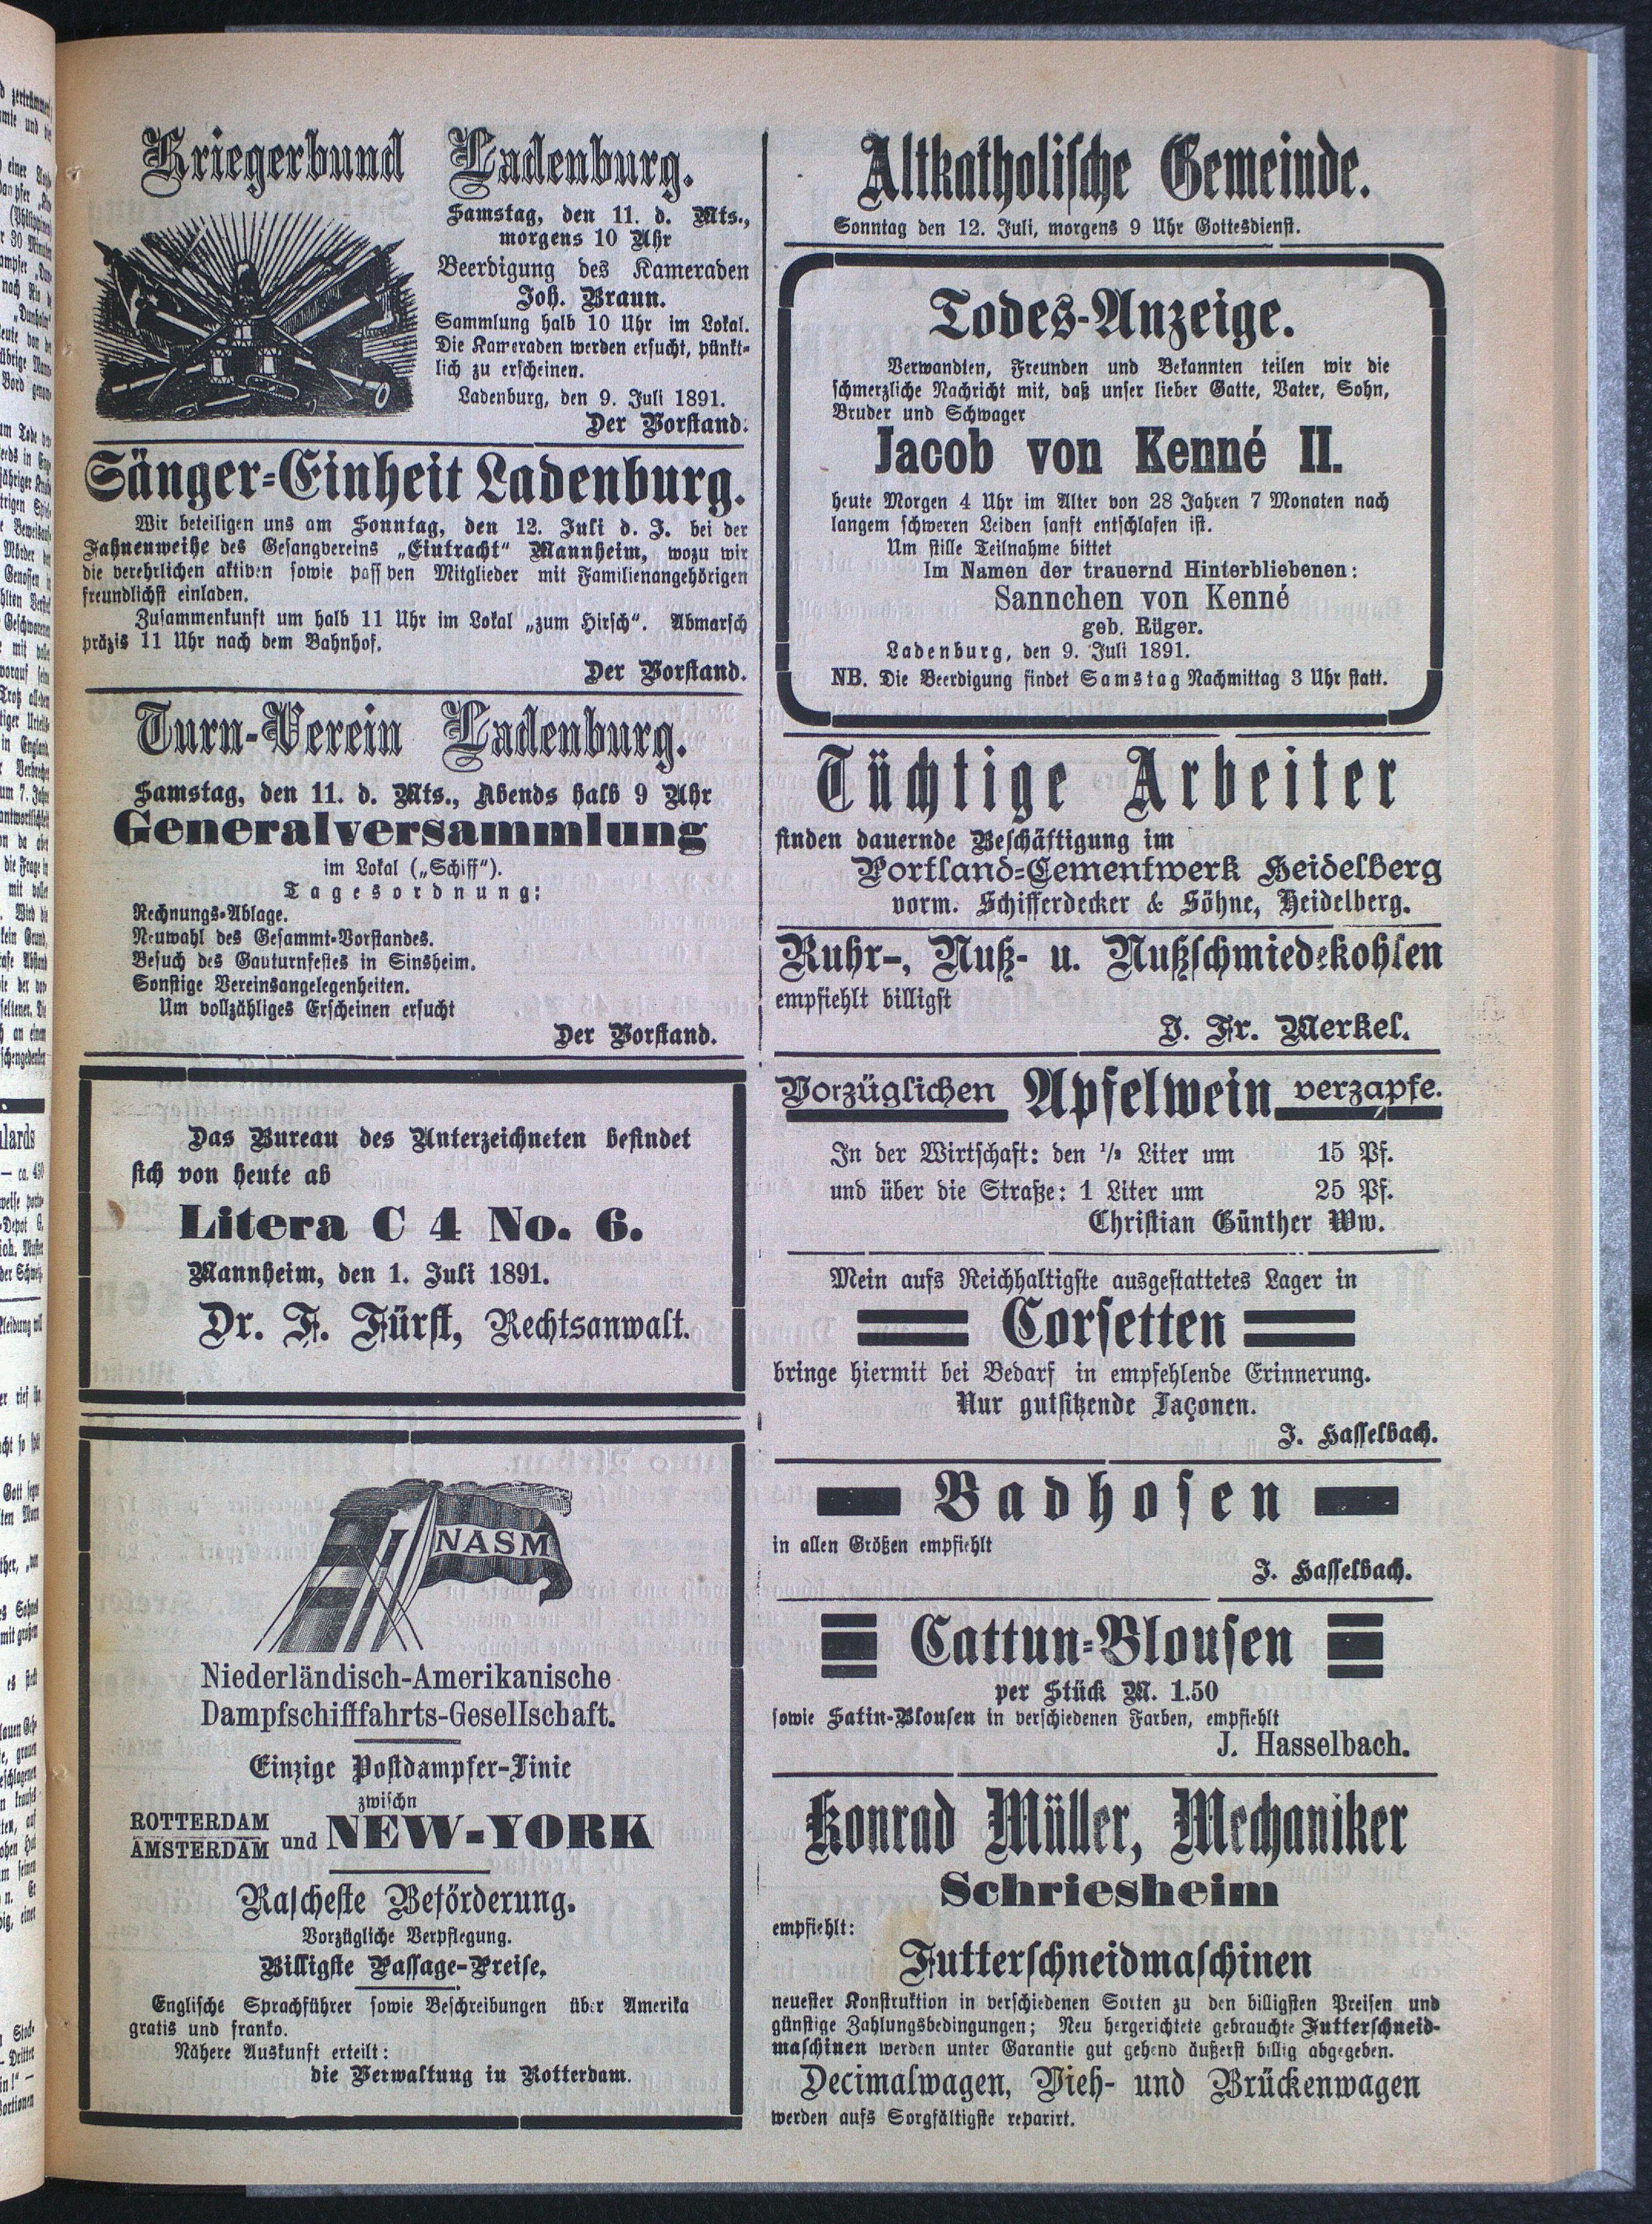 Kriegerbund Ladenburg.
Samstag, den 11. d. Mts.,
morgens 10 Uhr
Beerdigung des Kameraden
Joh. Braun.
Sammlung halb 10 Uhr im Lokal.
Die Kameraden werden ersucht, pünkt-
lich zu erscheinen.
Ladenburg, den 9. Juli 1891.
Der Vorstand.
Sänger-Einheit Ladenburg.
Wir beteiligen uns am Sonntag, den 12. Juli d. J. bei der
Fahnenweihe des Gesangvereins „Eintracht“ Mannheim, wozu wir
die verehrlichen aktiven sowie pass ven Mitglieder mit Familienangehörigen
freundlichst einladen.
Zusammenkunft um halb 11 Uhr im Lokal „zum Hirsch“. Abmarsch
präzis 11 Uhr nach dem Bahnhof.
Der Vorstand.
Turn-Verein Ladenburg.
Samstag, den 11. d. Mts., Abends halb 9 Uhr
Generalversammlung
im Lokal („Schiff“).
Tagesordnung:
Rechnungs-Ablage.
Neuwahl des Gesammt-Vorstandes.
Besuch des Gauturnfestes in Sinsheim.
Sonstige Vereinsangelegenheiten.
Um vollzähliges Erscheinen ersucht
Der Vorstand.
Das Bureau des Unterzeichneten befindet
sich von heute ab
Litera C 4 No. 6.
Mannheim, den 1. Juli 1891.
Dr. F. Fürst, Rechtsanwalt.
NASM
Niederländisch-Amerikanische
Dampfschifffahrts-Gesellschaft.
Einzige Postdampfer-Linie
zwischn
ROTTERDAM
AMSTERDAM und NEW-YORK
Rascheste Beförderung.
Vorzügliche Verpflegung.
Billigste Passage-Preise.
Englische Sprachführer sowie Beschreibungen über Amerika
gratis und franko.
Nähere Auskunft erteilt:
die Verwaltung in Rotterdam.
Altkatholische Gemeinde.
Sonntag den 12. Juli, morgens 9 Uhr Gottesdienst.
Todes-Anzeige.
Verwandten, Freunden und Bekannten teilen wir die
schmerzliche Nachricht mit, daß unser lieber Gatte, Vater, Sohn,
Bruder und Schwager
Jacob von Kenné II.
heute Morgen 4 Uhr im Alter von 28 Jahren 7 Monaten nach
langem schweren Leiden sanft entschlafen ist.
Um stille Teilnahme bittet
Im Namen der trauernd Hinterbliebenen:
Sannchen von Kenné
geb. Rüger.
Ladenburg, den 9. Juli 1891.
NB. Die Beerdigung findet Samstag Nachmittag 3 Uhr statt.
Tüchtige Arbeiter
finden dauernde Beschäftigung im
Portland-Cementwerk Heidelberg
vorm. Schifferdecker & Söhne, Heidelberg.
Ruhr-, Nuß- u. Nußschmiedekohlen
empfiehlt billigst
J. Fr. Merkel.
Vorzüglichen Apfelwein verzapfe.
In der Wirtschaft: den 1/2 Liter um 15 Pf.
und über die Straße: 1 Liter um 25 Pf.
Christian Günther Ww.
Mein aufs Reichhaltigste ausgestattetes Lager in
Corsetten
bringe hiermit bei Bedarf in empfehlende Erinnerung.
Nur gutsitzende Façonen.
J. Hasselbach.
Badhosen
in allen Größen empfiehlt
J. Hasselbach.
Cattun-Blousen
per Stück M. 1.50
sowie Satin-Blousen in verschiedenen Farben, empfiehlt
J. Hasselbach.
Konrad Müller, Mechaniker
Schriesheim
empfiehlt:
Futterschneidmaschinen
neuester Konstruktion in verschiedenen Sorten zu den billigsten Preisen und
günstige Zahlungsbedingungen; Neu hergerichtete gebrauchte Futterschneid-
maschinen werden unter Garantie gut gehend äußerst billig abgegeben.
Decimalwagen, Vieh- und Brückenwagen
werden aufs Sorgfältigste reparirt.